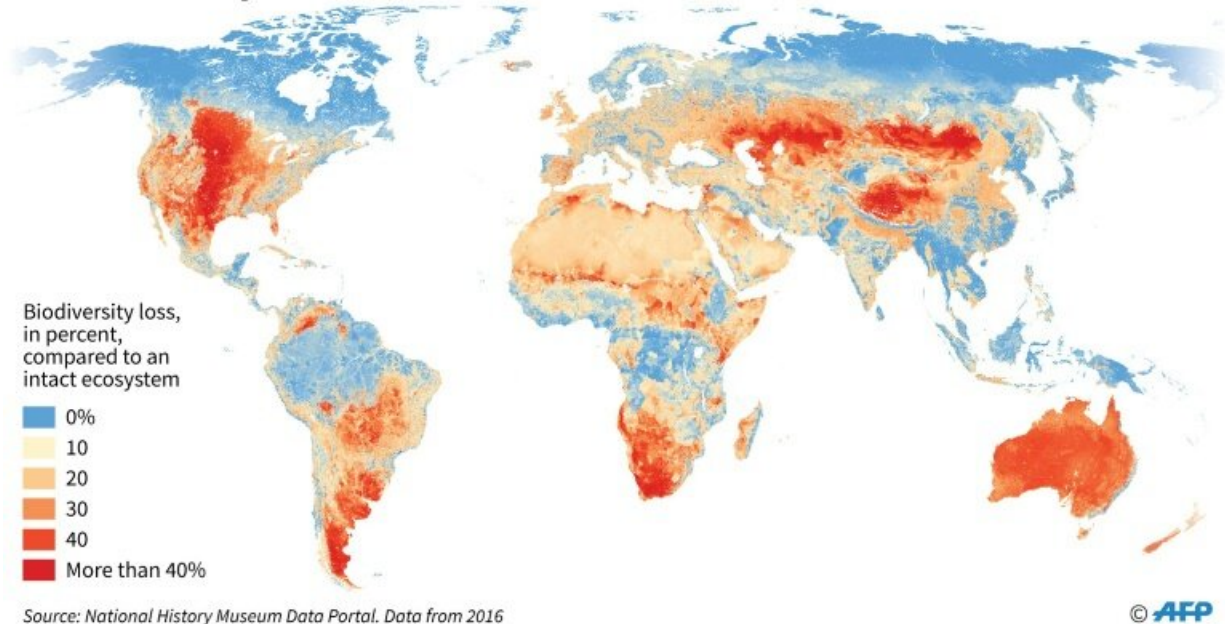 Biodiversity loss,
in percent,
compared to an
intact ecosystem
0%
10
20
30
40
More than 40%
Source: National History Museum Data Portal. Data from 2016
© AFP